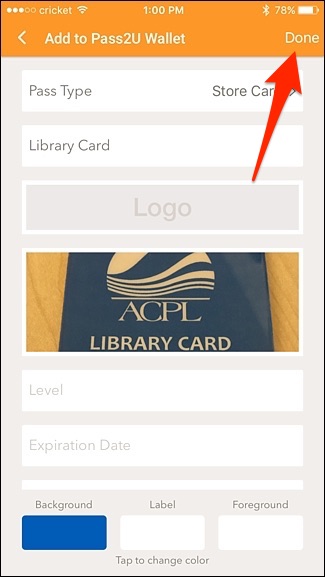 cricket 1:00 PM 78%
Add to Pass2U Wallet Done
Pass Type Store Card
Library Card
Logo
ACPL
LIBRARY CARD
Level
Expiration Date
Background Label Foreground
Tap to change color